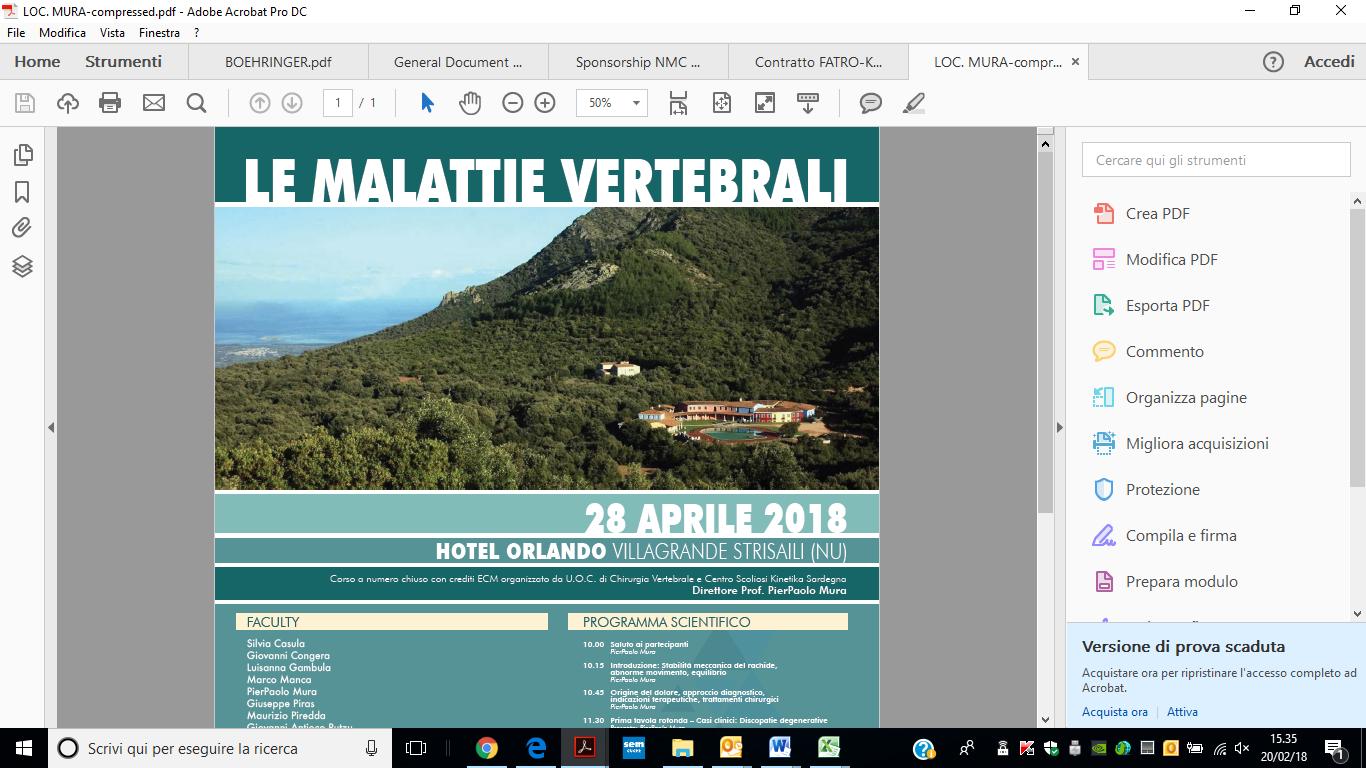 LOC. MURA-compressed.pdf - Adobe Acrobat Pro DC
File Modifica Vista Finestra ?
Home Strumenti BOEHRINGER.pdf General Document ... Sponsorship NMC ... Contratto FATRO-K... LOC. MURA-compr... × ? Accedi
1 / 1 50%
Cercare qui gli strumenti
Crea PDF
Modifica PDF
Esporta PDF
Commento
Organizza pagine
Migliora acquisizioni
Protezione
Compila e firma
Prepara modulo
Versione di prova scaduta
Acquistare ora per ripristinare l'accesso completo ad
Acrobat.
Acquista ora | Attiva
LE MALATTIE VERTEBRALI
28 APRILE 2018
HOTEL ORLANDO VILLAGRANDE STRISAILI (NU)
Corso a numero chiuso con crediti ECM organizzato da U.O.C. di Chirurgia Vertebrale e Centro Scoliosi Kinetika Sardegna
Direttore Prof. PierPaolo Mura
FACULTY
Silvia Casula
Giovanni Congera
Luisanna Gambula
Marco Manca
PierPaolo Mura
Giuseppe Piras
Maurizio Piredda
PROGRAMMA SCIENTIFICO
10.00 Saluto ai partecipanti
PierPaolo Mura
10.15 Introduzione: Stabilità meccanica del rachide,
abnorme movimento, equilibrio
PierPaolo Mura
10.45 Origine del dolore, approccio diagnostico,
indicazioni terapeutiche, trattamenti chirurgici
PierPaolo Mura
11.30 Prima tavola rotonda – Casi clinici: Discopatie degenerative
Scrivi qui per eseguire la ricerca
15.35
20/02/18
1